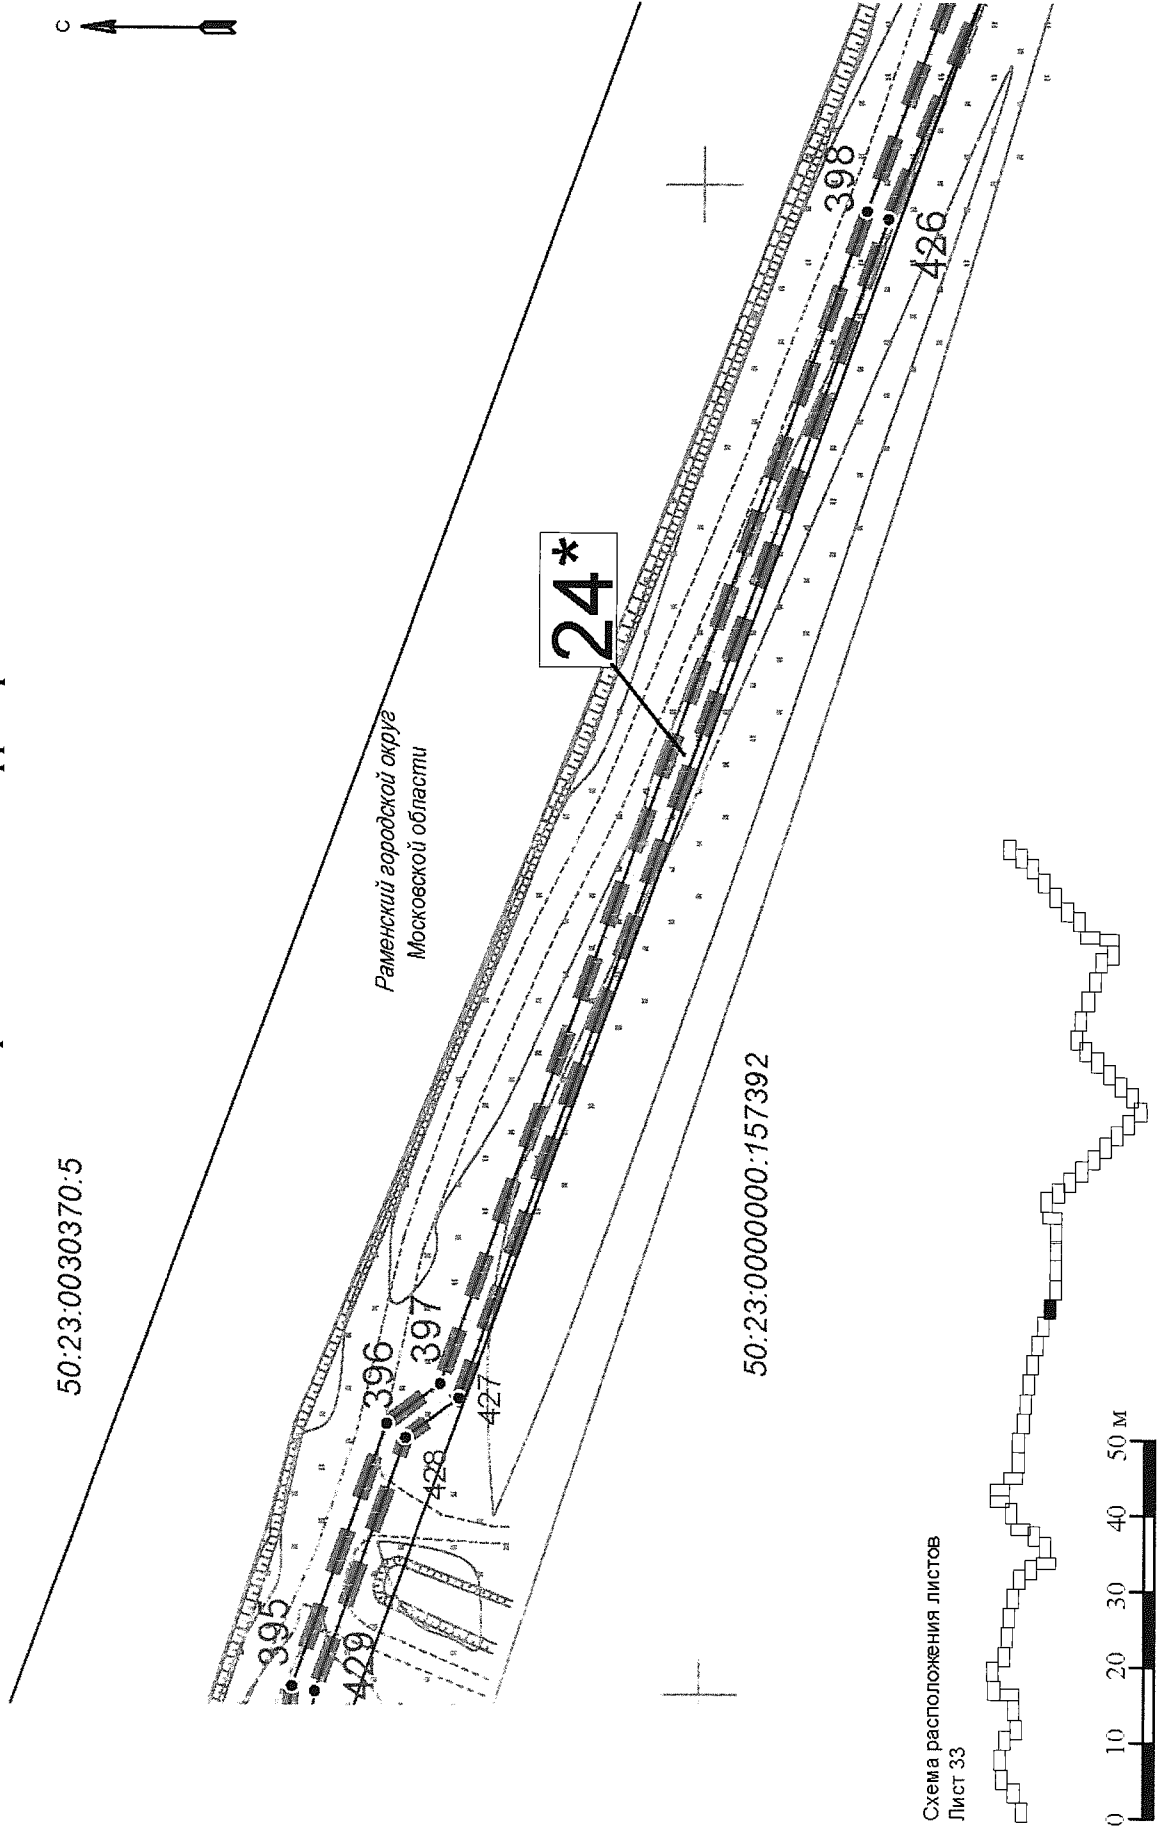 С
50:23:0030370:5
Раменский городской округ
Московской области
24*
395
396
397
398
429
428
427
426
50:23:0000000:157392
Схема расположения листов
Лист 33
0 10 20 30 40 50 М